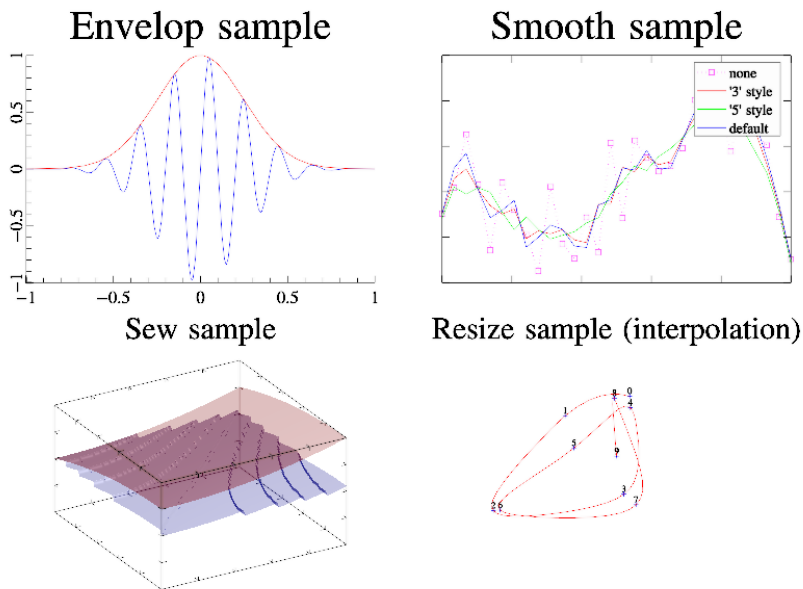 Envelop sample
Smooth sample
1
0.5
0
−0.5
−1
−1
−0.5
0
0.5
1
none
'3' style
'5' style
default
Sew sample
Resize sample (interpolation)
0
4
1
5
9
3
2
6
7